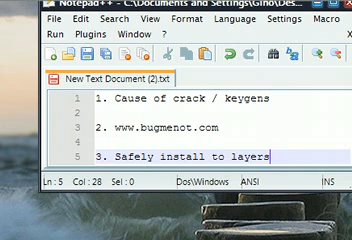 Notepad++ - C:\Documents and Settings\Gino\Des...
File Edit Search View Format Language Settings Macro
Run Plugins Window ?
New Text Document (2).txt
1 1. Cause of crack / keygens
2
3 2. www.bugmenot.com
4
5 3. Safely install to layers
Ln : 5 Col : 28 Sel : 0 Dos\Windows ANSI INS